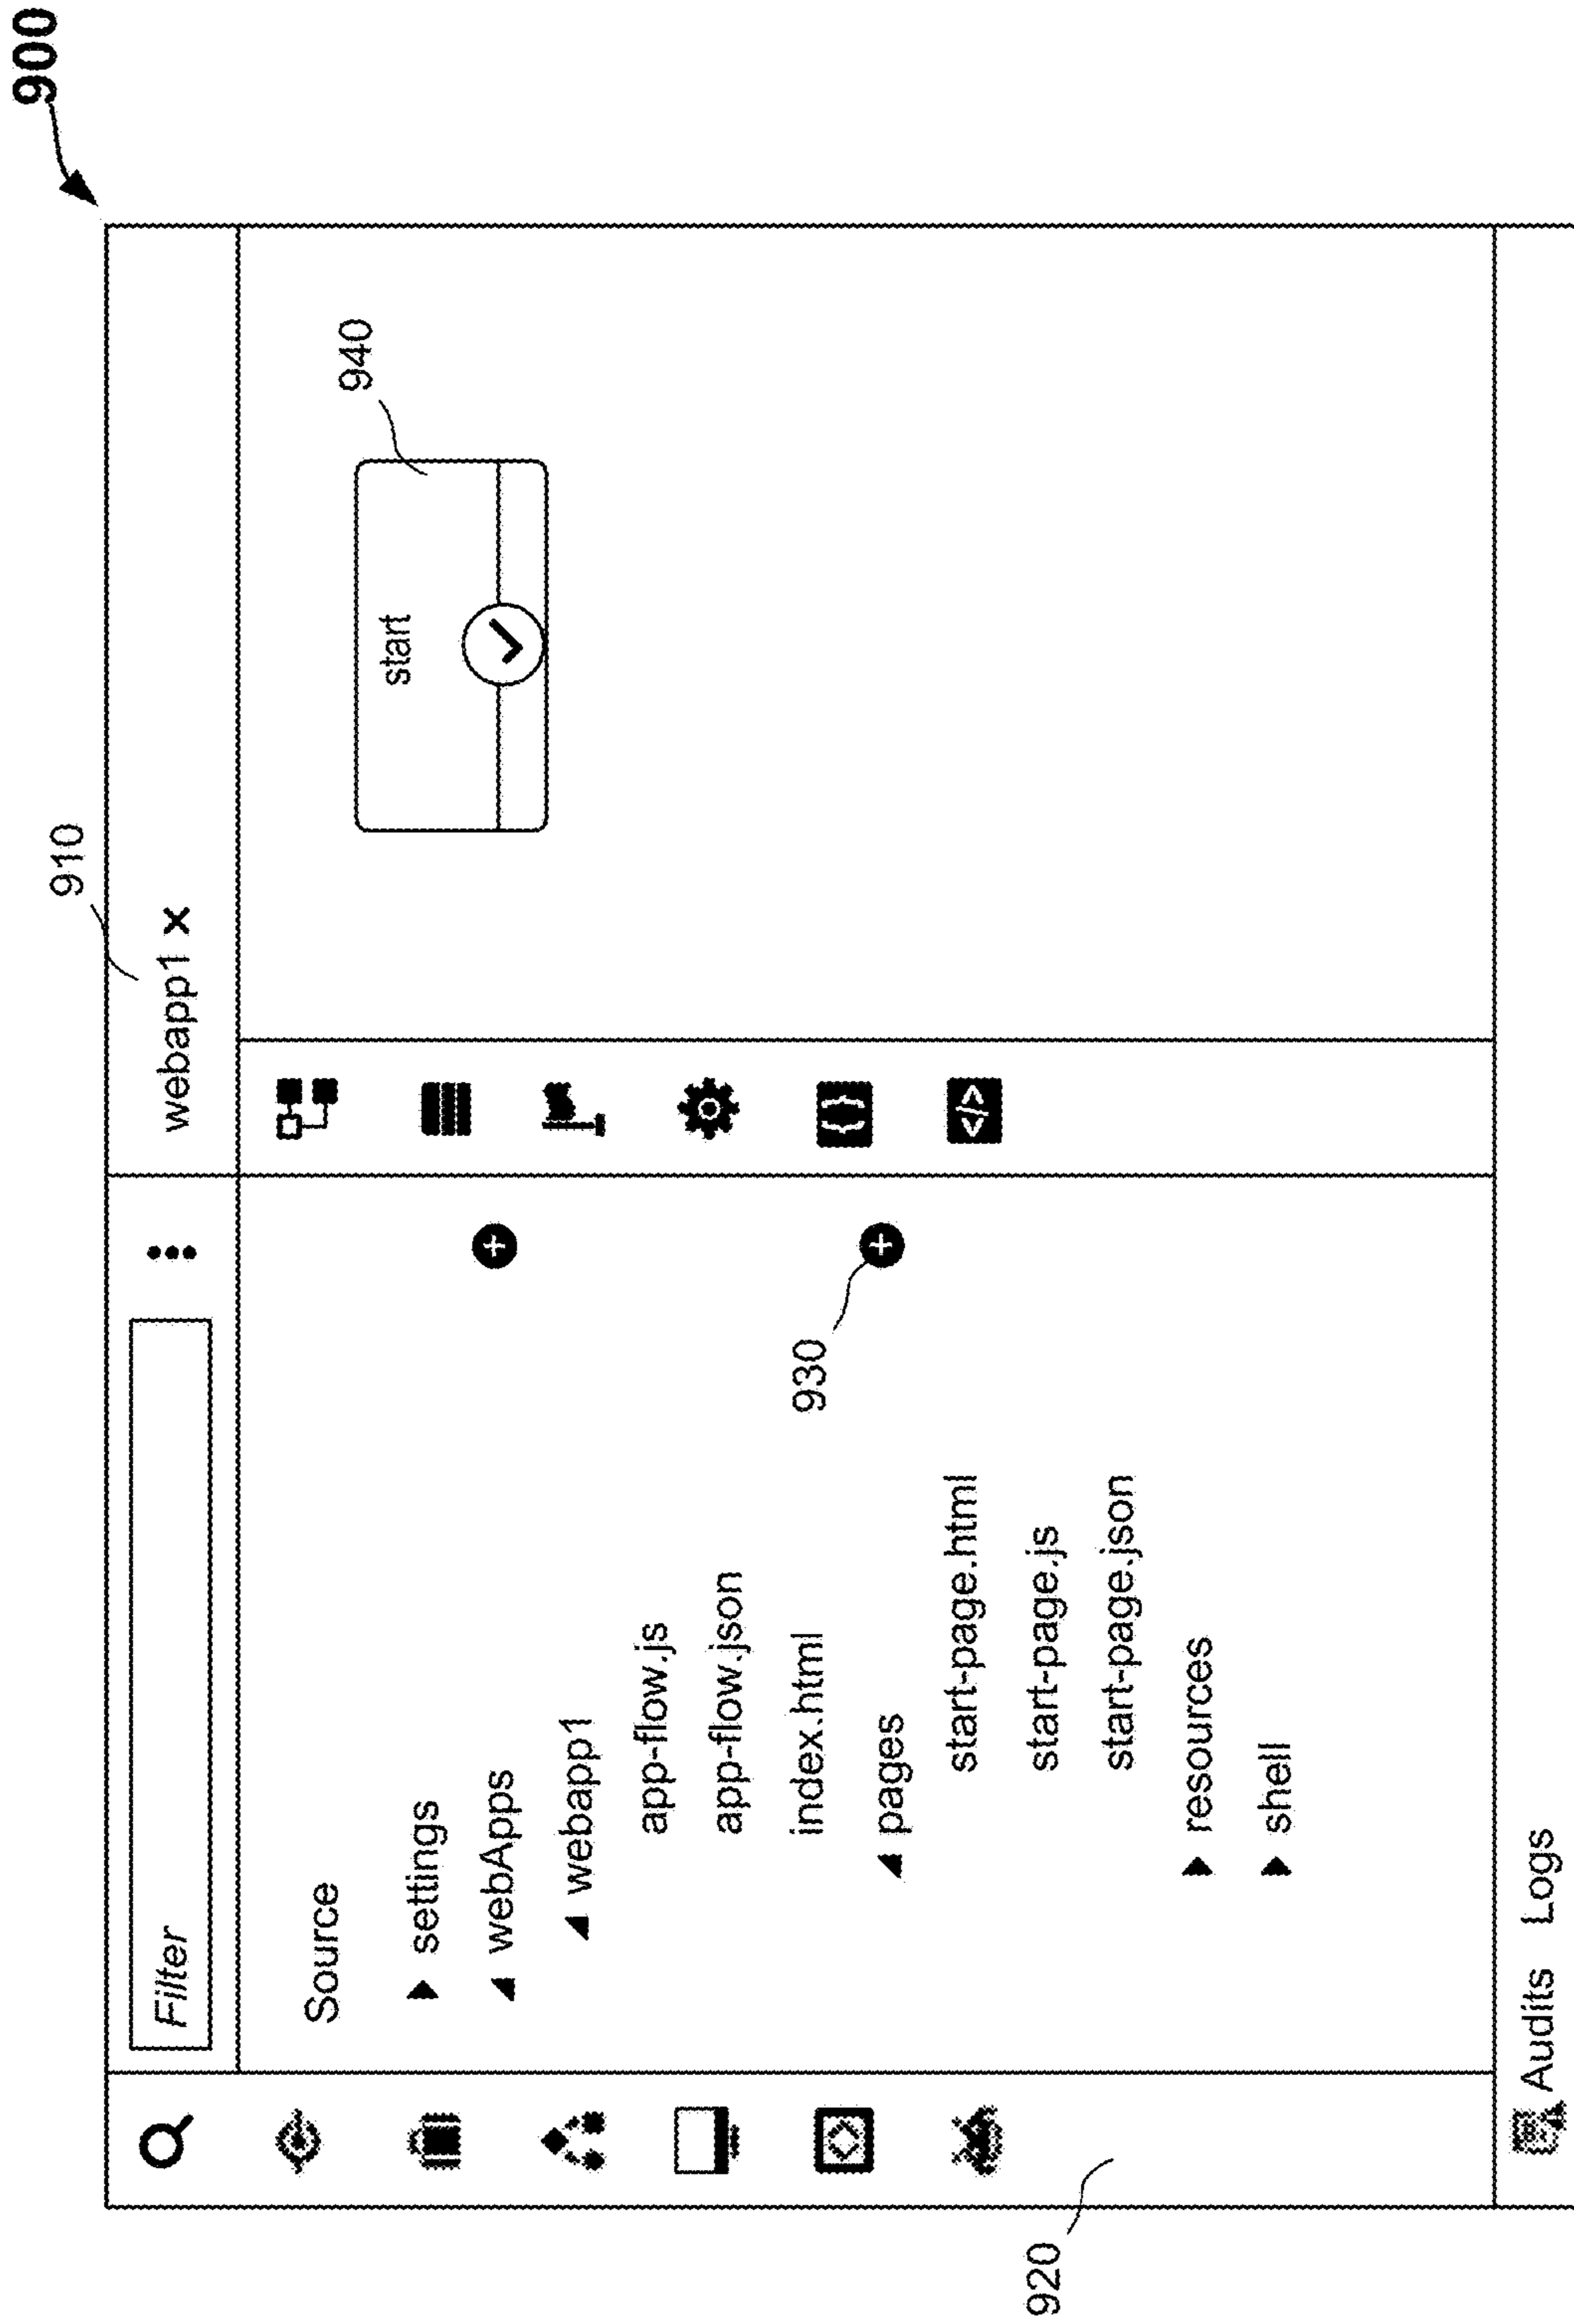 900
910
Filter
webapp1 X
Source
settings
webApps
webapp1
app-flow.js
app-flow.json
index.html
pages
930
start-page.html
start-page.js
start-page.json
resources
shell
start
940
920
Audits Logs